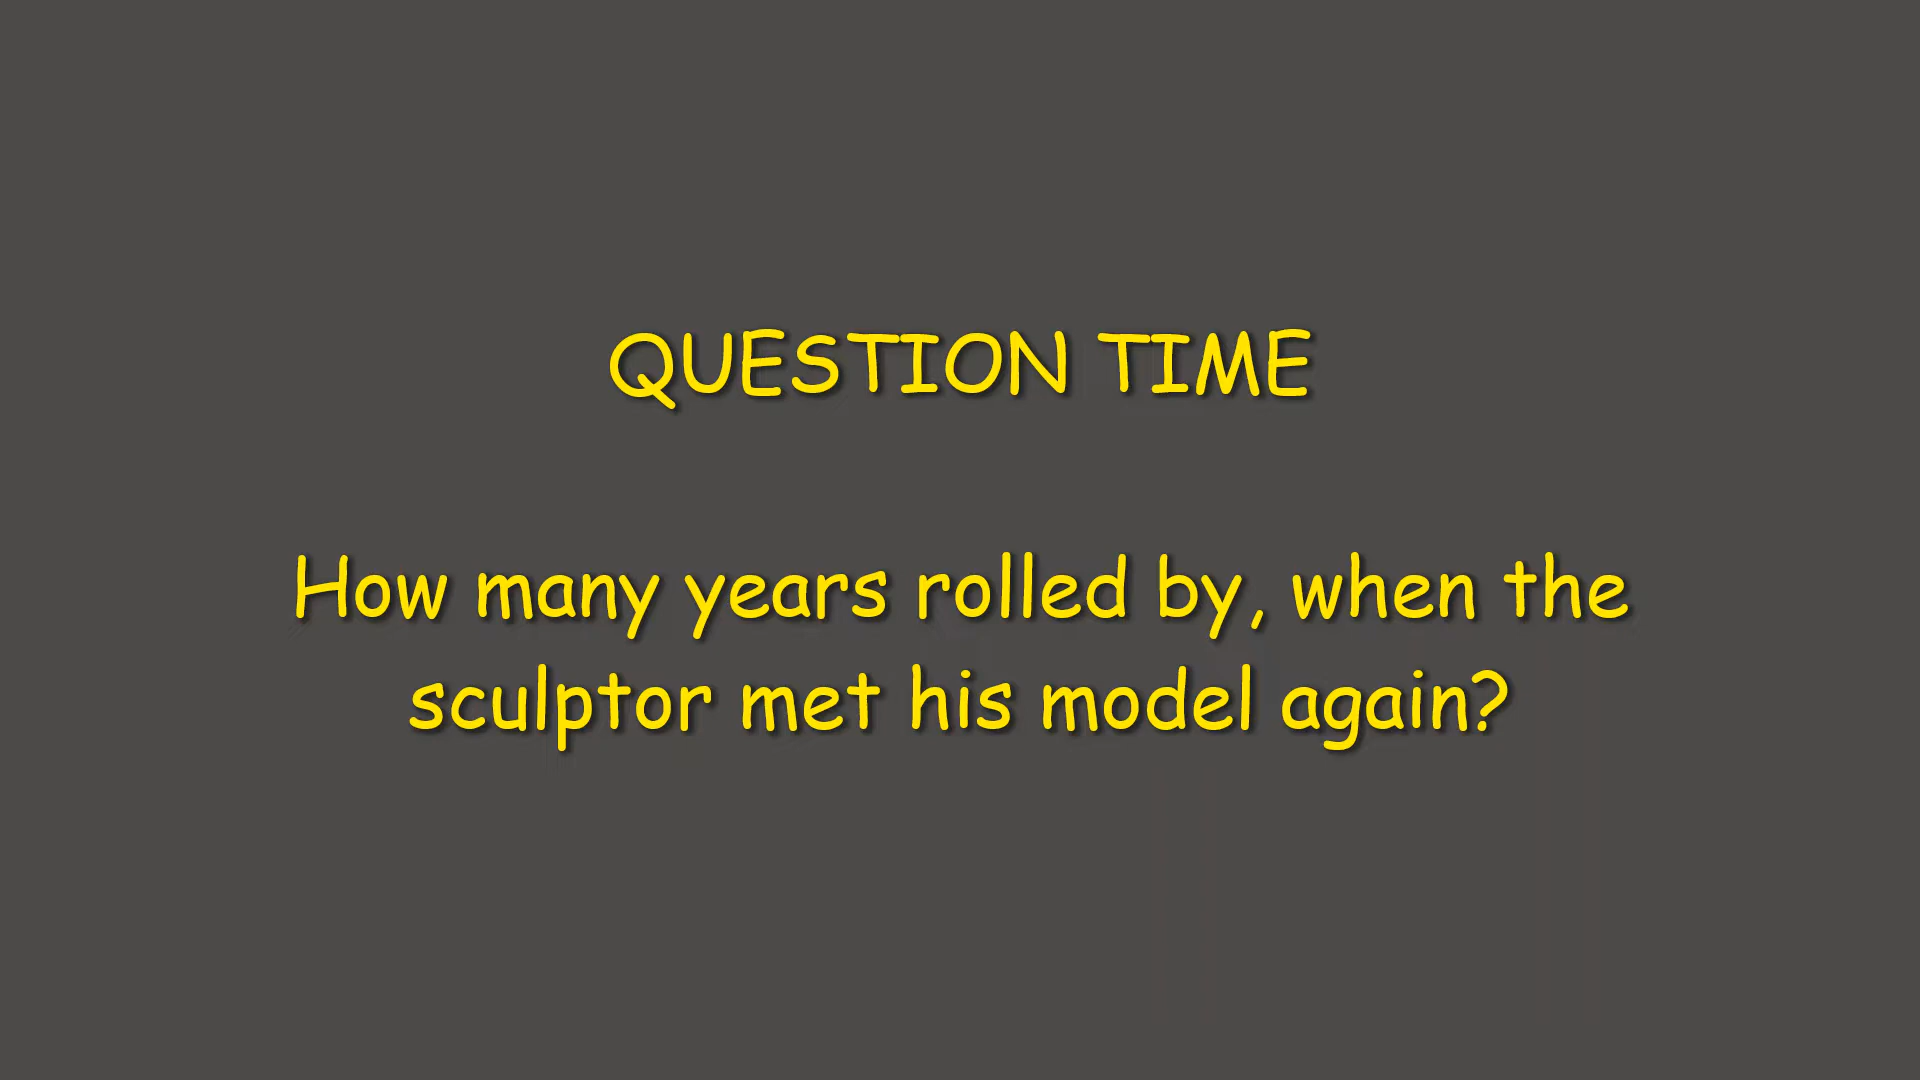 QUESTION TIME
How many years rolled by, when the
sculptor met his model again?